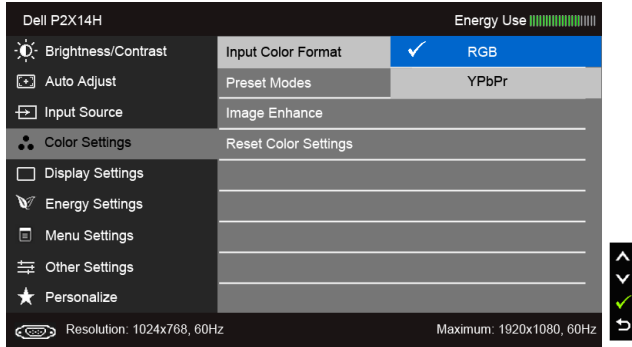 Dell P2X14H Energy Use
Brightness/Contrast Input Color Format RGB
Auto Adjust Preset Modes YPbPr
Input Source Image Enhance
Color Settings Reset Color Settings
Display Settings
Energy Settings
Menu Settings
Other Settings
Personalize
Resolution: 1024x768, 60Hz Maximum: 1920x1080, 60Hz